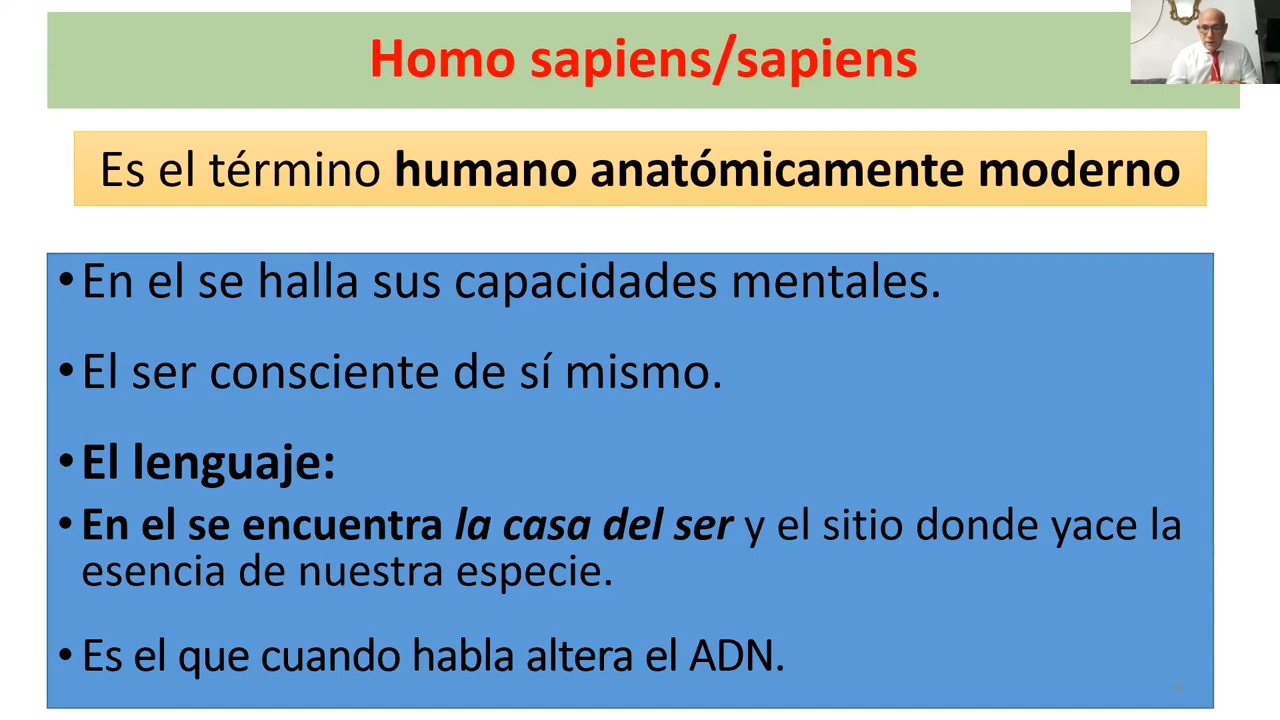 Homo sapiens/sapiens
Es el término humano anatómicamente moderno
•En el se halla sus capacidades mentales.
•El ser consciente de sí mismo.
•El lenguaje:
•En el se encuentra la casa del ser y el sitio donde yace la
esencia de nuestra especie.
•Es el que cuando habla altera el ADN.